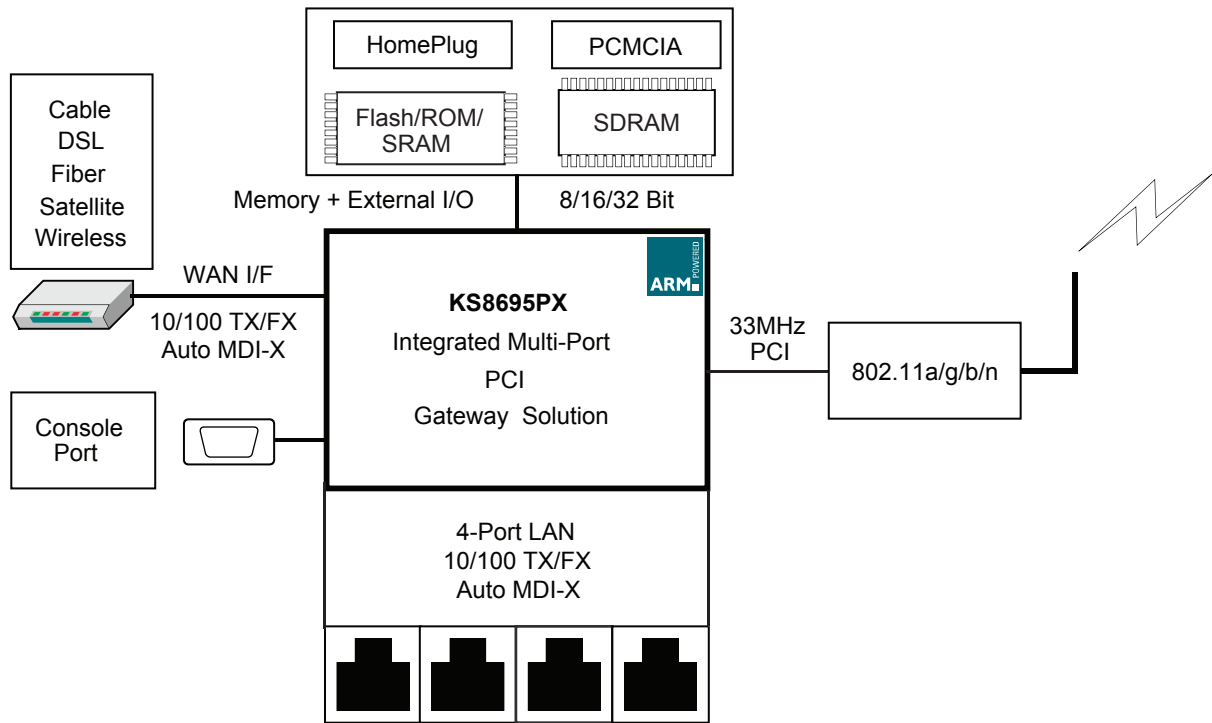 HomePlug
PCMCIA
Flash/ROM/
SRAM
SDRAM
Cable
DSL
Fiber
Satellite
Wireless
Memory + External I/O
8/16/32 Bit
WAN I/F
10/100 TX/FX
Auto MDI-X
ARM POWERED
KS8695PX
Integrated Multi-Port
PCI
Gateway Solution
33MHz
PCI
802.11a/g/b/n
Console
Port
4-Port LAN
10/100 TX/FX
Auto MDI-X